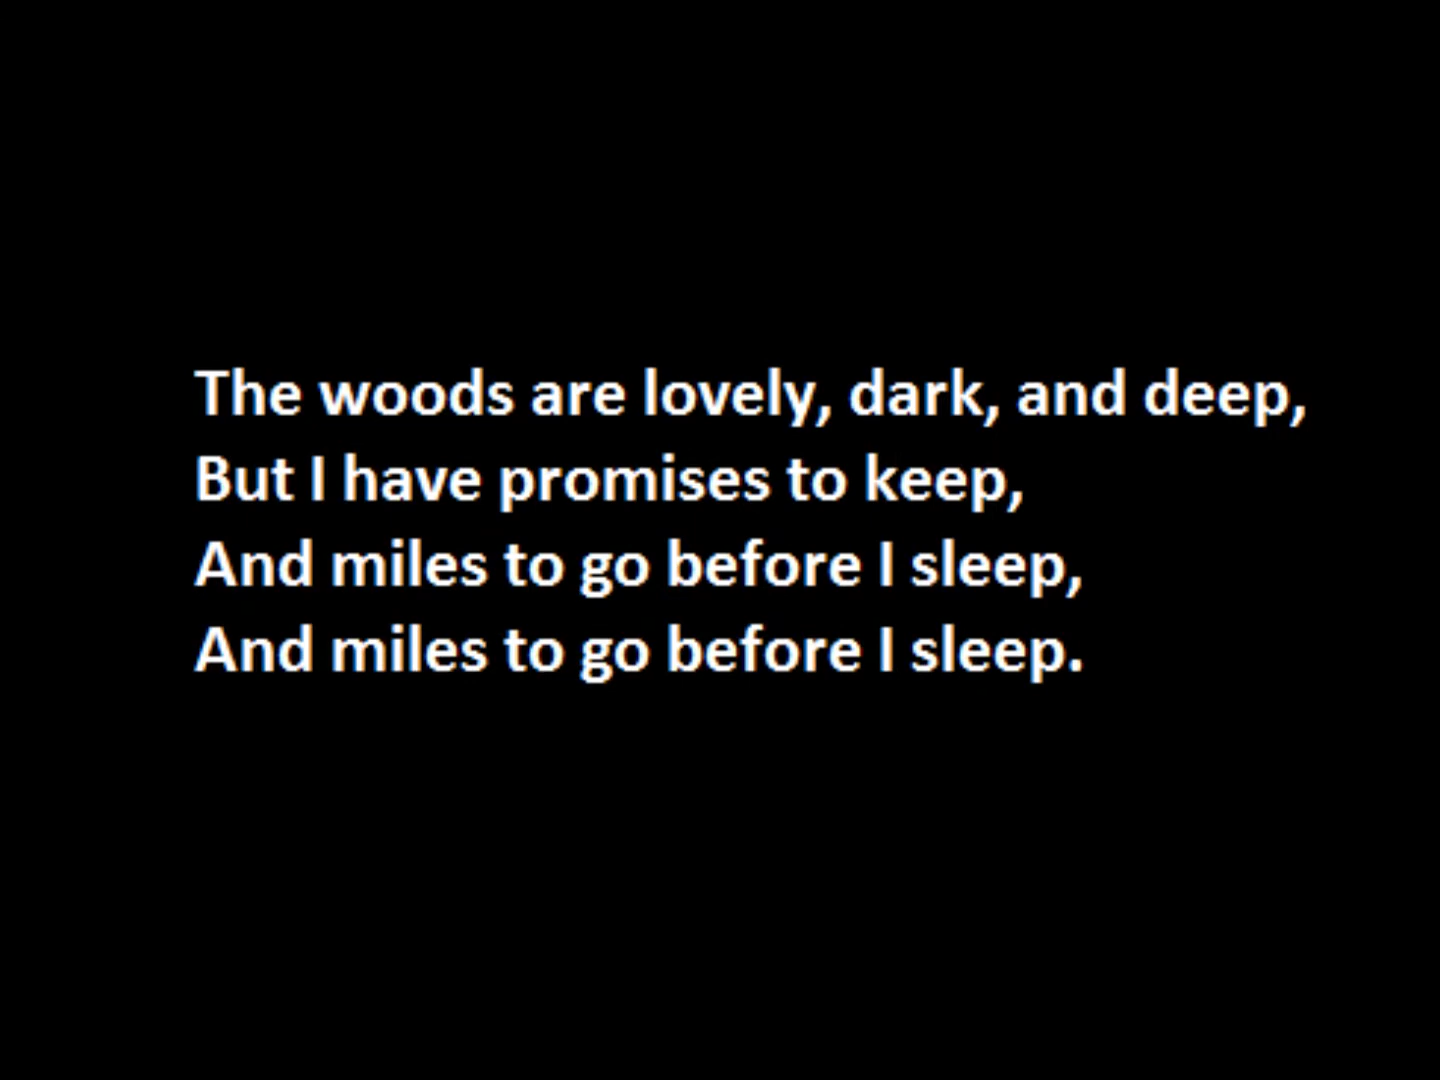 The woods are lovely, dark, and deep,
But I have promises to keep,
And miles to go before I sleep,
And miles to go before I sleep.